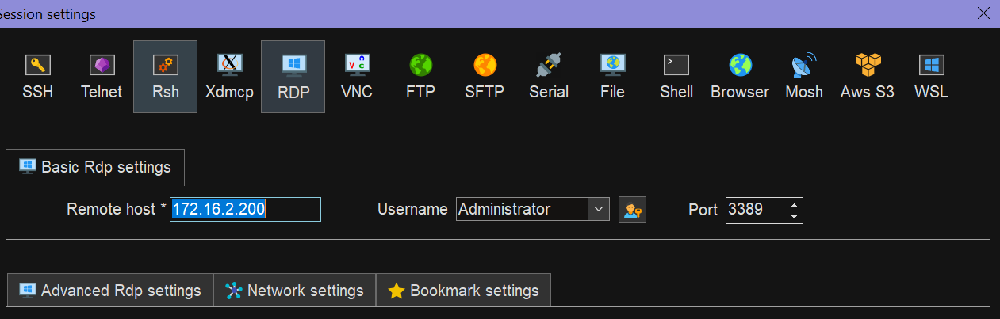 Session settings
SSH Telnet Rsh Xdmcp RDP VNC FTP SFTP Serial File Shell Browser Mosh Aws S3 WSL
Basic Rdp settings
Remote host * 172.16.2.200 Username Administrator Port 3389
Advanced Rdp settings Network settings Bookmark settings